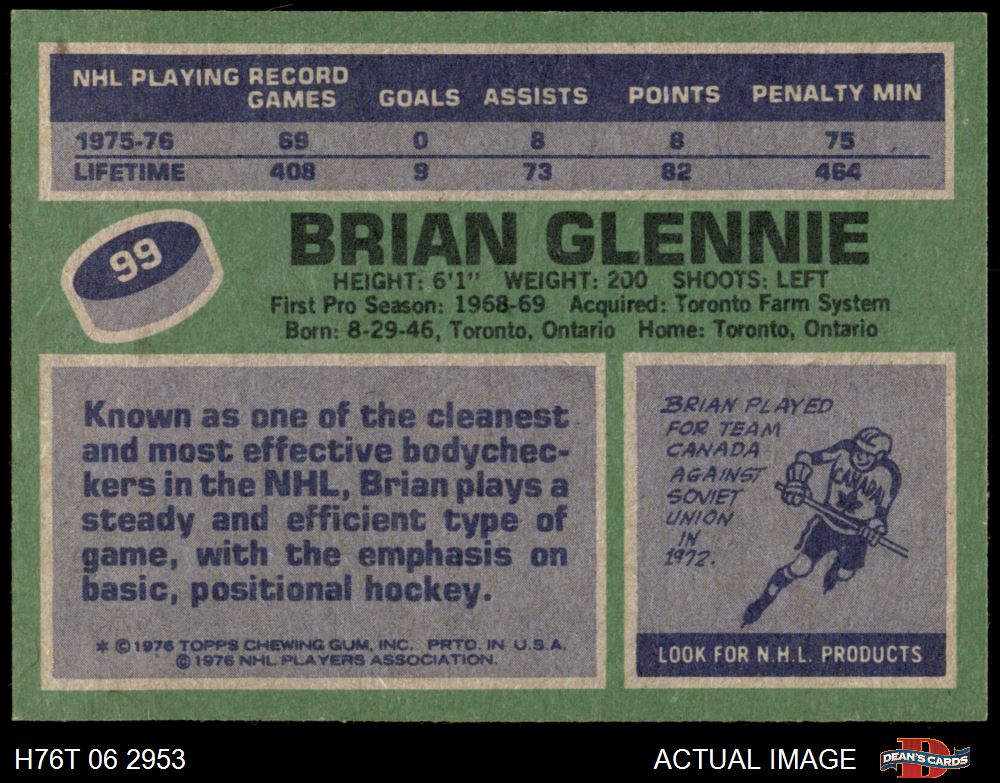 NHL PLAYING RECORD
GAMES GOALS ASSISTS POINTS PENALTY MIN
1975-76 69 0 8 8 75
LIFETIME 408 9 73 82 464
99
BRIAN GLENNIE
HEIGHT: 6'1" WEIGHT: 200 SHOOTS: LEFT
First Pro Season: 1968-69 Acquired: Toronto Farm System
Born: 8-29-46, Toronto, Ontario Home: Toronto, Ontario
Known as one of the cleanest
and most effective bodychec-
kers in the NHL, Brian plays a
steady and efficient type of
game, with the emphasis on
basic, positional hockey.
* © 1976 TOPPS CHEWING GUM, INC. PRTD. IN U.S.A.
© 1976 NHL PLAYERS ASSOCIATION.
BRIAN PLAYED
FOR TEAM
CANADA
AGAINST
SOVIET
UNION
IN
1972.
CANADA
LOOK FOR N.H.L. PRODUCTS
H76T 06 2953
ACTUAL IMAGE
DEAN'S CARDS